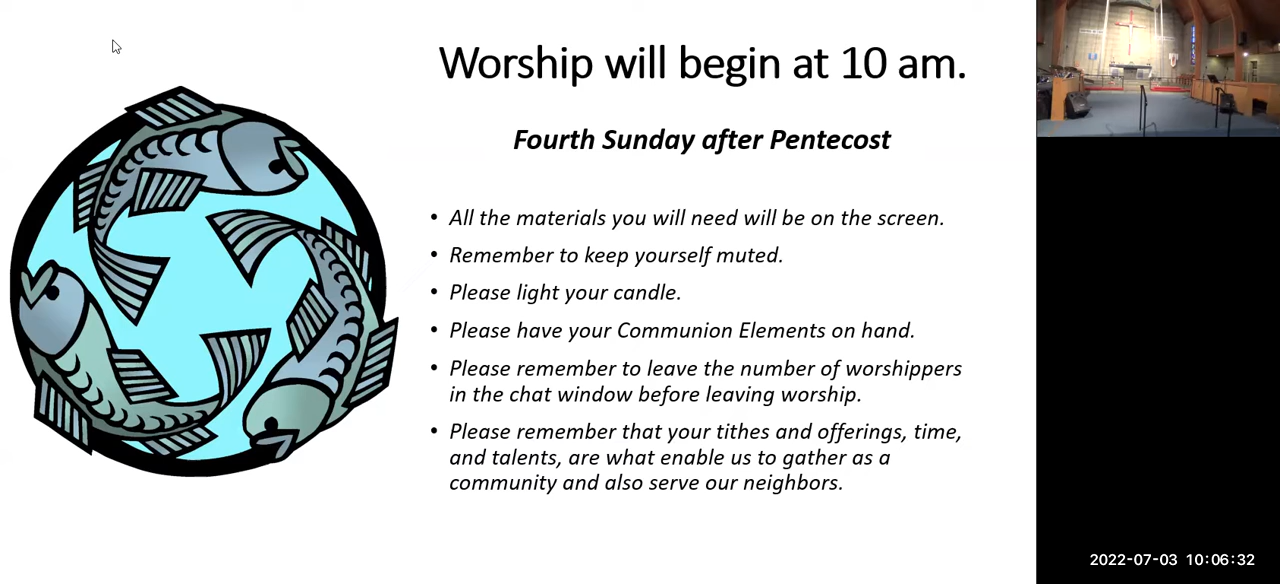 Worship will begin at 10 am.
Fourth Sunday after Pentecost
• All the materials you will need will be on the screen.
• Remember to keep yourself muted.
• Please light your candle.
• Please have your Communion Elements on hand.
• Please remember to leave the number of worshippers
in the chat window before leaving worship.
• Please remember that your tithes and offerings, time,
and talents, are what enable us to gather as a
community and also serve our neighbors.
2022-07-03 10:06:32